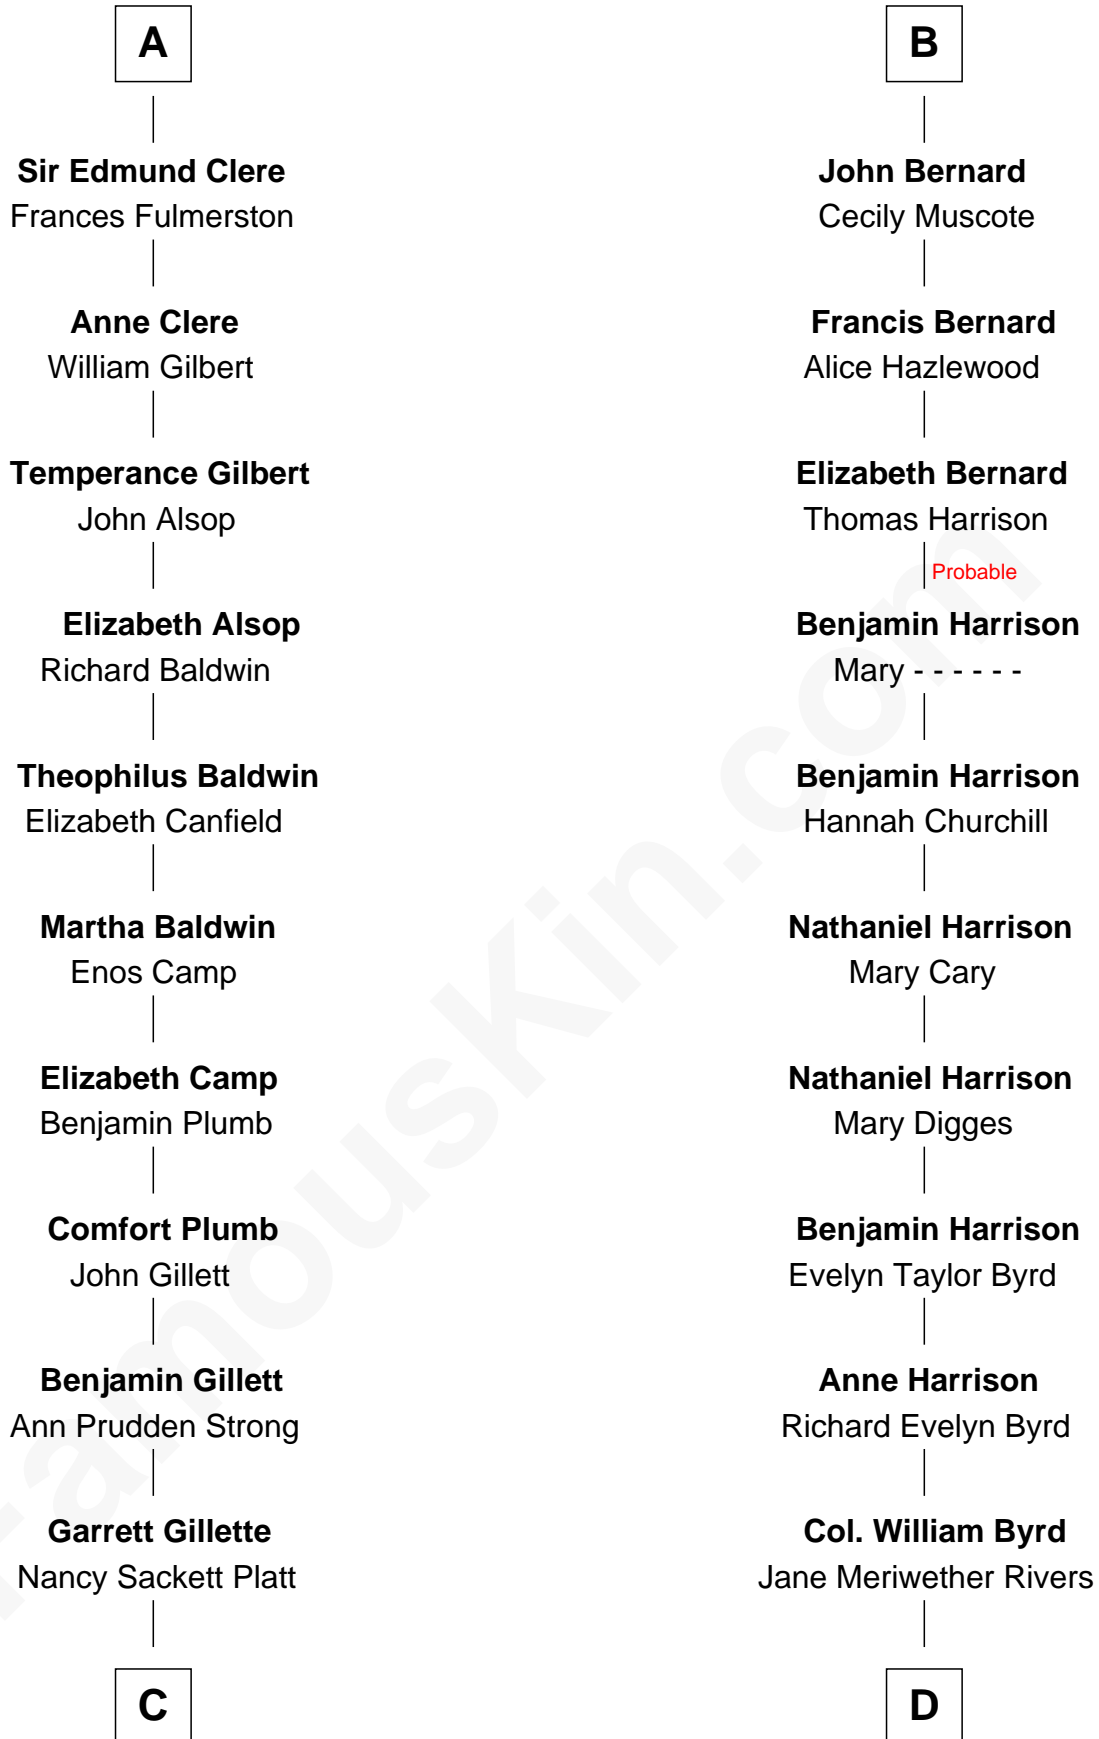 A
Sir Edmund Clere
Frances Fulmerston
Anne Clere
William Gilbert
Temperance Gilbert
John Alsop
Elizabeth Alsop
Richard Baldwin
Theophilus Baldwin
Elizabeth Canfield
Martha Baldwin
Enos Camp
Elizabeth Camp
Benjamin Plumb
Comfort Plumb
John Gillett
Benjamin Gillett
Ann Prudden Strong
Garrett Gillette
Nancy Sackett Platt
C
B
John Bernard
Cecily Muscote
Francis Bernard
Alice Hazlewood
Elizabeth Bernard
Thomas Harrison
Probable
Benjamin Harrison
Mary - - - - - -
Benjamin Harrison
Hannah Churchill
Nathaniel Harrison
Mary Cary
Nathaniel Harrison
Mary Digges
Benjamin Harrison
Evelyn Taylor Byrd
Anne Harrison
Richard Evelyn Byrd
Col. William Byrd
Jane Meriwether Rivers
D
FamousKin.com